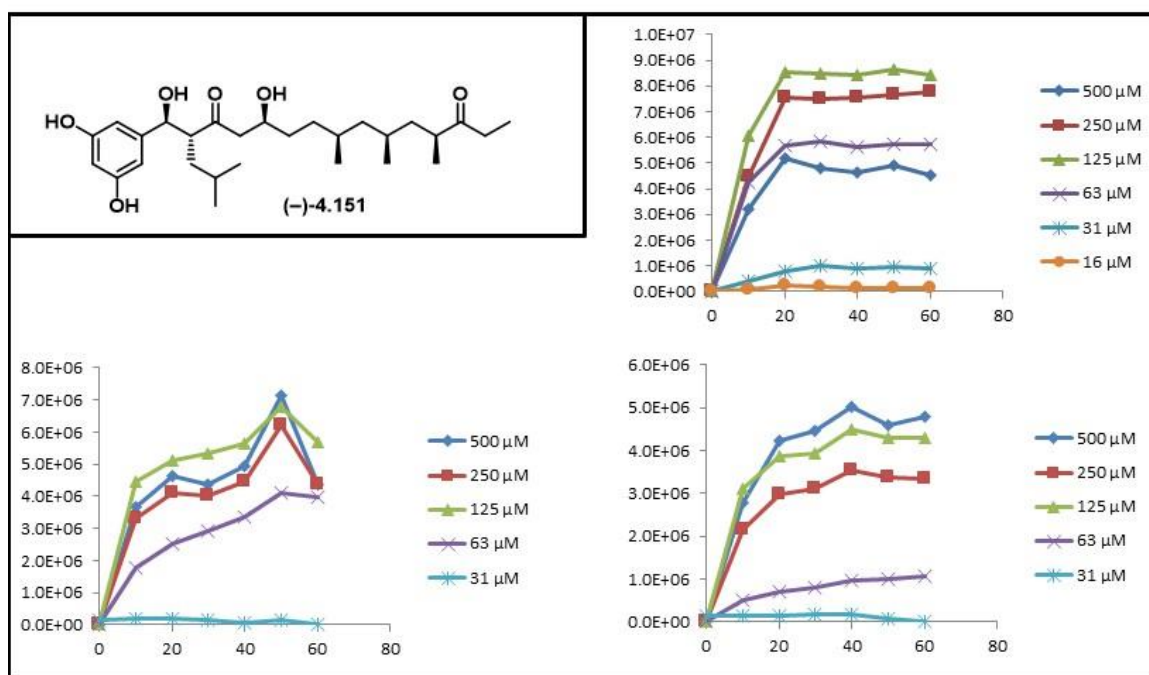 OH O OH O
HO
OH
(−)-4.151
1.0E+07
9.0E+06
8.0E+06
7.0E+06
6.0E+06
5.0E+06
4.0E+06
3.0E+06
2.0E+06
1.0E+06
0.0E+00
0 20 40 60 80
500 µM
250 µM
125 µM
63 µM
31 µM
16 µM
8.0E+06
7.0E+06
6.0E+06
5.0E+06
4.0E+06
3.0E+06
2.0E+06
1.0E+06
0.0E+00
0 20 40 60 80
500 µM
250 µM
125 µM
63 µM
31 µM
6.0E+06
5.0E+06
4.0E+06
3.0E+06
2.0E+06
1.0E+06
0.0E+00
0 20 40 60 80
500 µM
250 µM
125 µM
63 µM
31 µM